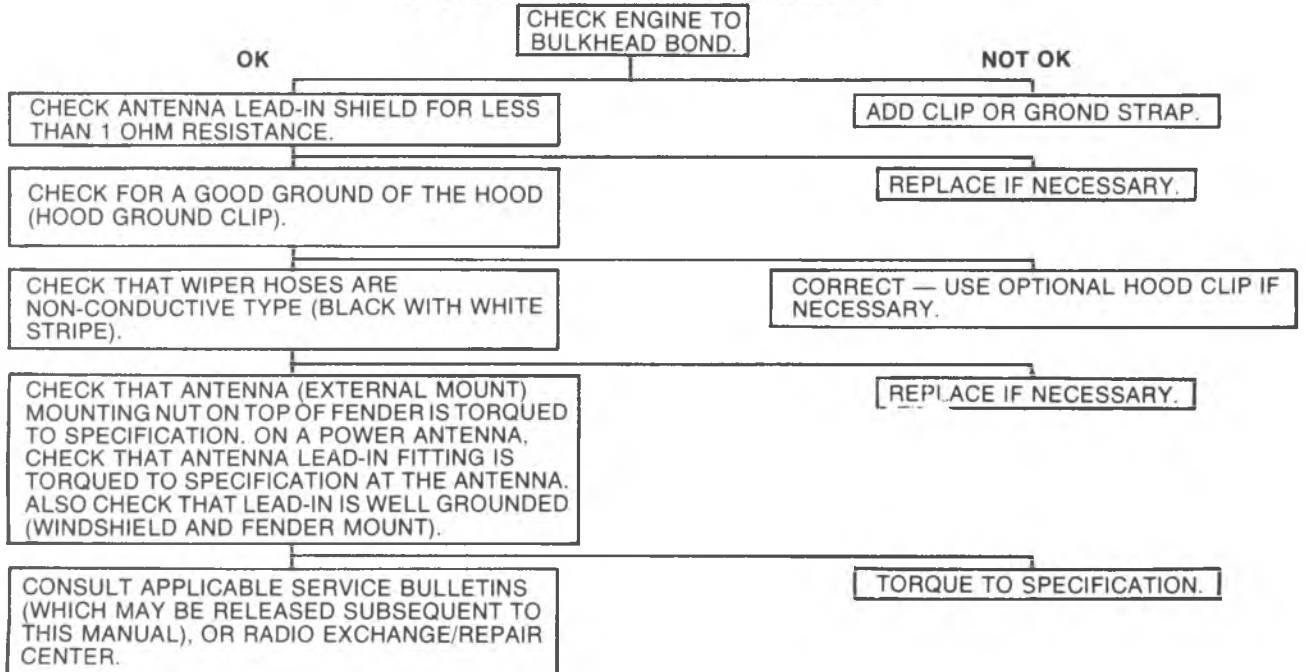 CHECK ENGINE TO
BULKHEAD BOND.
OK
NOT OK
CHECK ANTENNA LEAD-IN SHIELD FOR LESS
THAN 1 OHM RESISTANCE.
ADD CLIP OR GROND STRAP.
CHECK FOR A GOOD GROUND OF THE HOOD
(HOOD GROUND CLIP).
REPLACE IF NECESSARY.
CHECK THAT WIPER HOSES ARE
NON-CONDUCTIVE TYPE (BLACK WITH WHITE
STRIPE).
CORRECT — USE OPTIONAL HOOD CLIP IF
NECESSARY.
CHECK THAT ANTENNA (EXTERNAL MOUNT)
MOUNTING NUT ON TOP OF FENDER IS TORQUED
TO SPECIFICATION. ON A POWER ANTENNA,
CHECK THAT ANTENNA LEAD-IN FITTING IS
TORQUED TO SPECIFICATION AT THE ANTENNA.
ALSO CHECK THAT LEAD-IN IS WELL GROUNDED
(WINDSHIELD AND FENDER MOUNT).
REPLACE IF NECESSARY.
CONSULT APPLICABLE SERVICE BULLETINS
(WHICH MAY BE RELEASED SUBSEQUENT TO
THIS MANUAL), OR RADIO EXCHANGE/REPAIR
CENTER.
TORQUE TO SPECIFICATION.